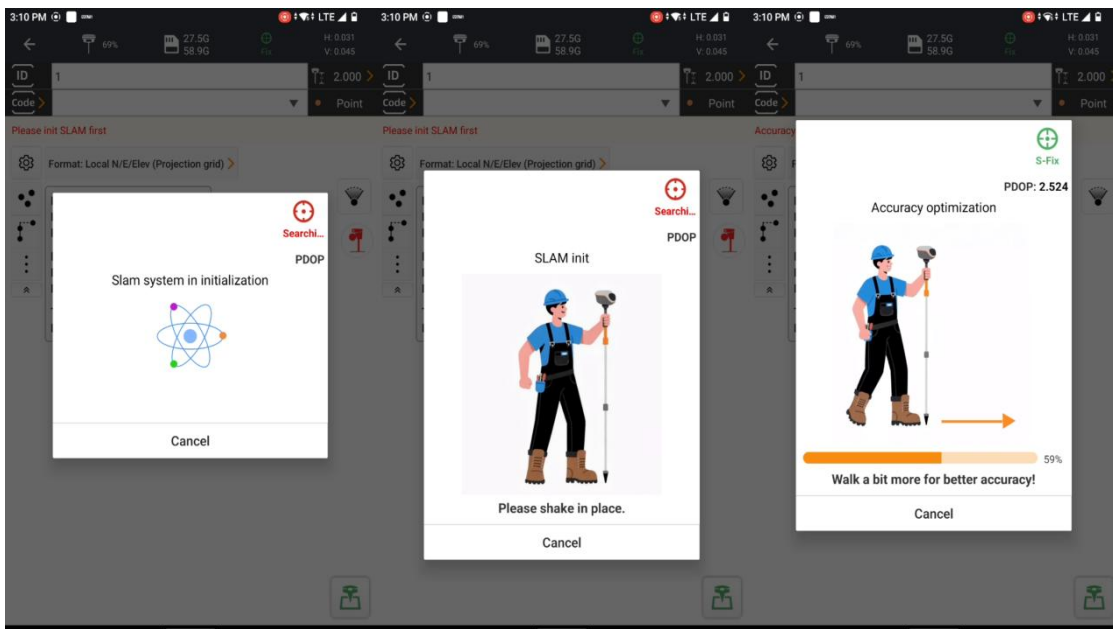 3:10 PM
LTE
69%
27.5G
58.9G
Fix
H: 0.031
V: 0.045
ID
1
2.000
Code
Point
Please init SLAM first
Format: Local N/E/Elev (Projection grid)
Searchi...
PDOP
Slam system in initialization
Cancel
3:10 PM
LTE
69%
27.5G
58.9G
Fix
H: 0.031
V: 0.045
ID
1
2.000
Code
Point
Please init SLAM first
Format: Local N/E/Elev (Projection grid)
Searchi...
PDOP
SLAM init
Please shake in place.
Cancel
3:10 PM
LTE
69%
27.5G
58.9G
Fix
H: 0.031
V: 0.045
ID
1
2.000
Code
Point
Accuracy
S-Fix
PDOP: 2.524
Accuracy optimization
59%
Walk a bit more for better accuracy!
Cancel